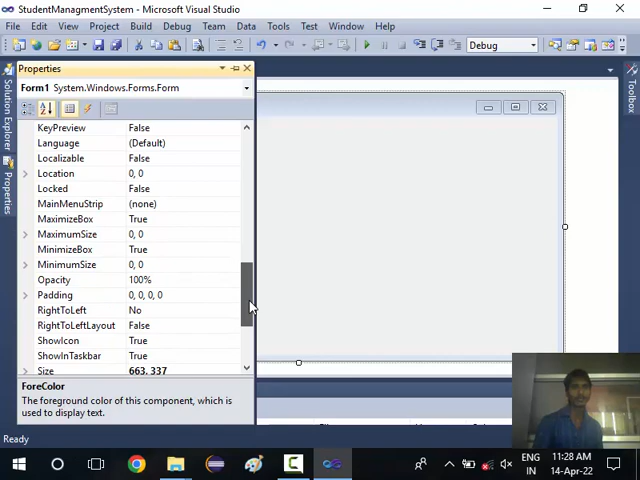 StudentManagmentSystem - Microsoft Visual Studio
File Edit View Project Build Debug Team Data Tools Test Window Help
Debug
Properties
Form1 System.Windows.Forms.Form
KeyPreview False
Language (Default)
Localizable False
Location 0, 0
Locked False
MainMenuStrip (none)
MaximizeBox True
MaximumSize 0, 0
MinimizeBox True
MinimumSize 0, 0
Opacity 100%
Padding 0, 0, 0, 0
RightToLeft No
RightToLeftLayout False
ShowIcon True
ShowInTaskbar True
Size 663, 337
ForeColor
The foreground color of this component, which is
used to display text.
Solution Explorer
Properties
Toolbox
Ready
ENG
IN
11:28 AM
14-Apr-22